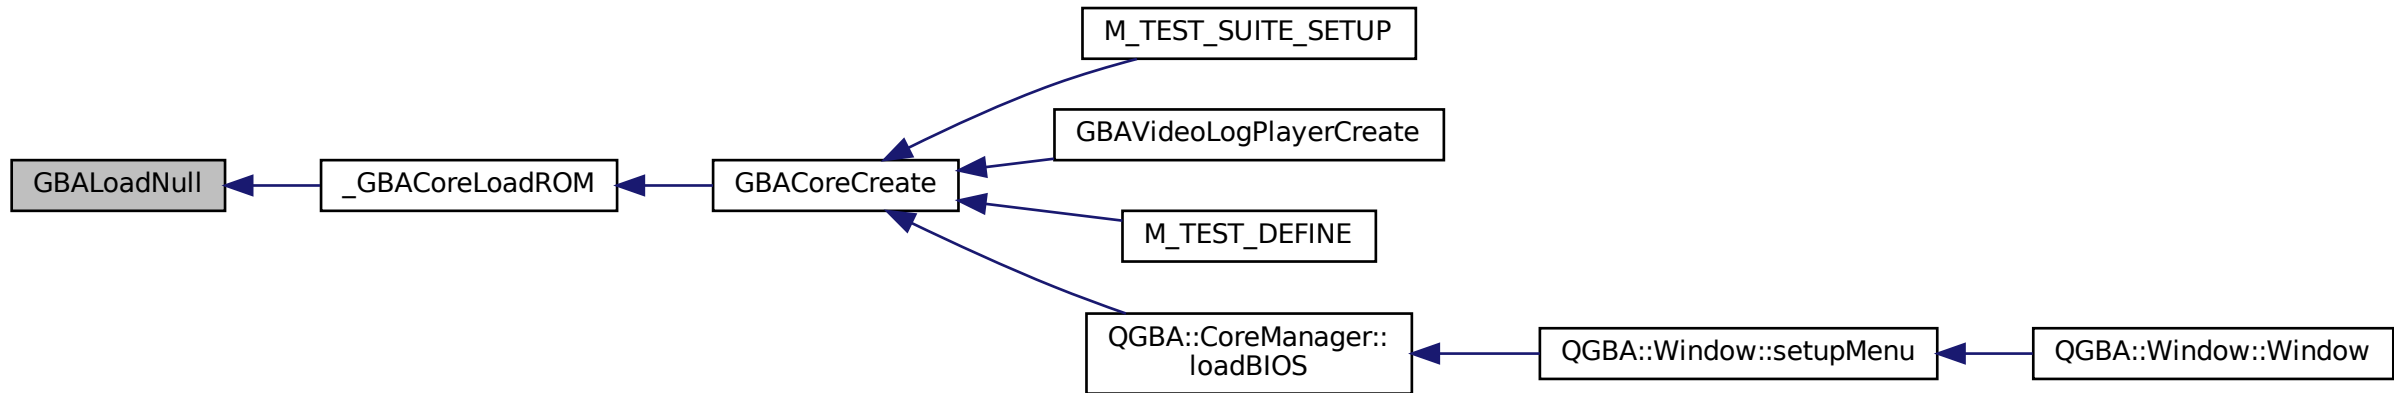 M_TEST_SUITE_SETUP
GBAVideoLogPlayerCreate
GBALoadNull
_GBACoreLoadROM
GBACoreCreate
M_TEST_DEFINE
QGBA::CoreManager::
loadBIOS
QGBA::Window::setupMenu
QGBA::Window::Window